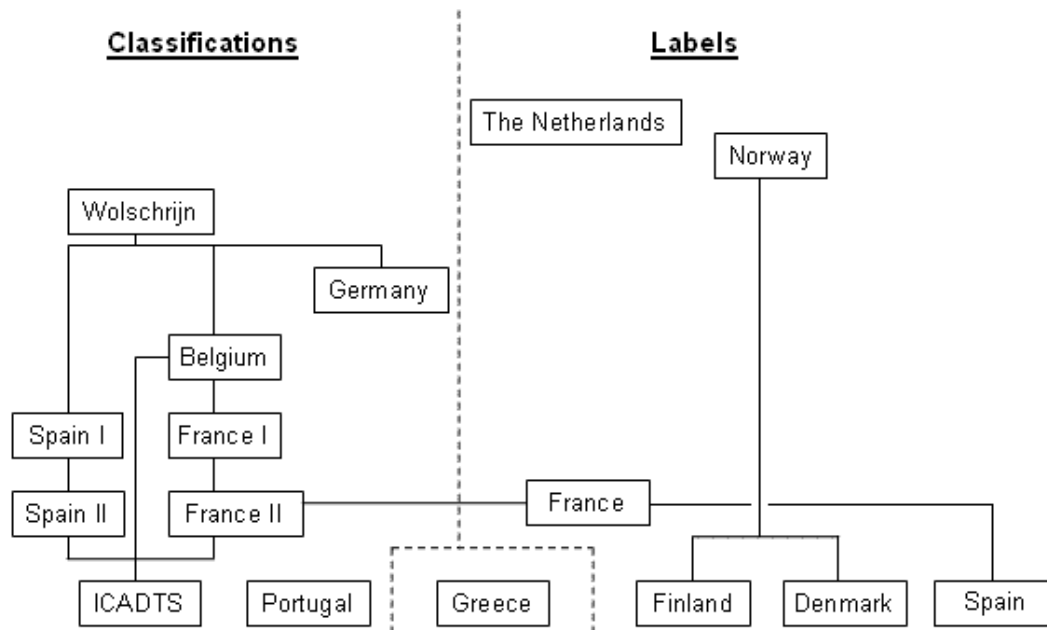 Classifications
Labels
The Netherlands
Norway
Wolschrijn
Germany
Belgium
Spain I
France I
Spain II
France II
France
ICADTS
Portugal
Greece
Finland
Denmark
Spain